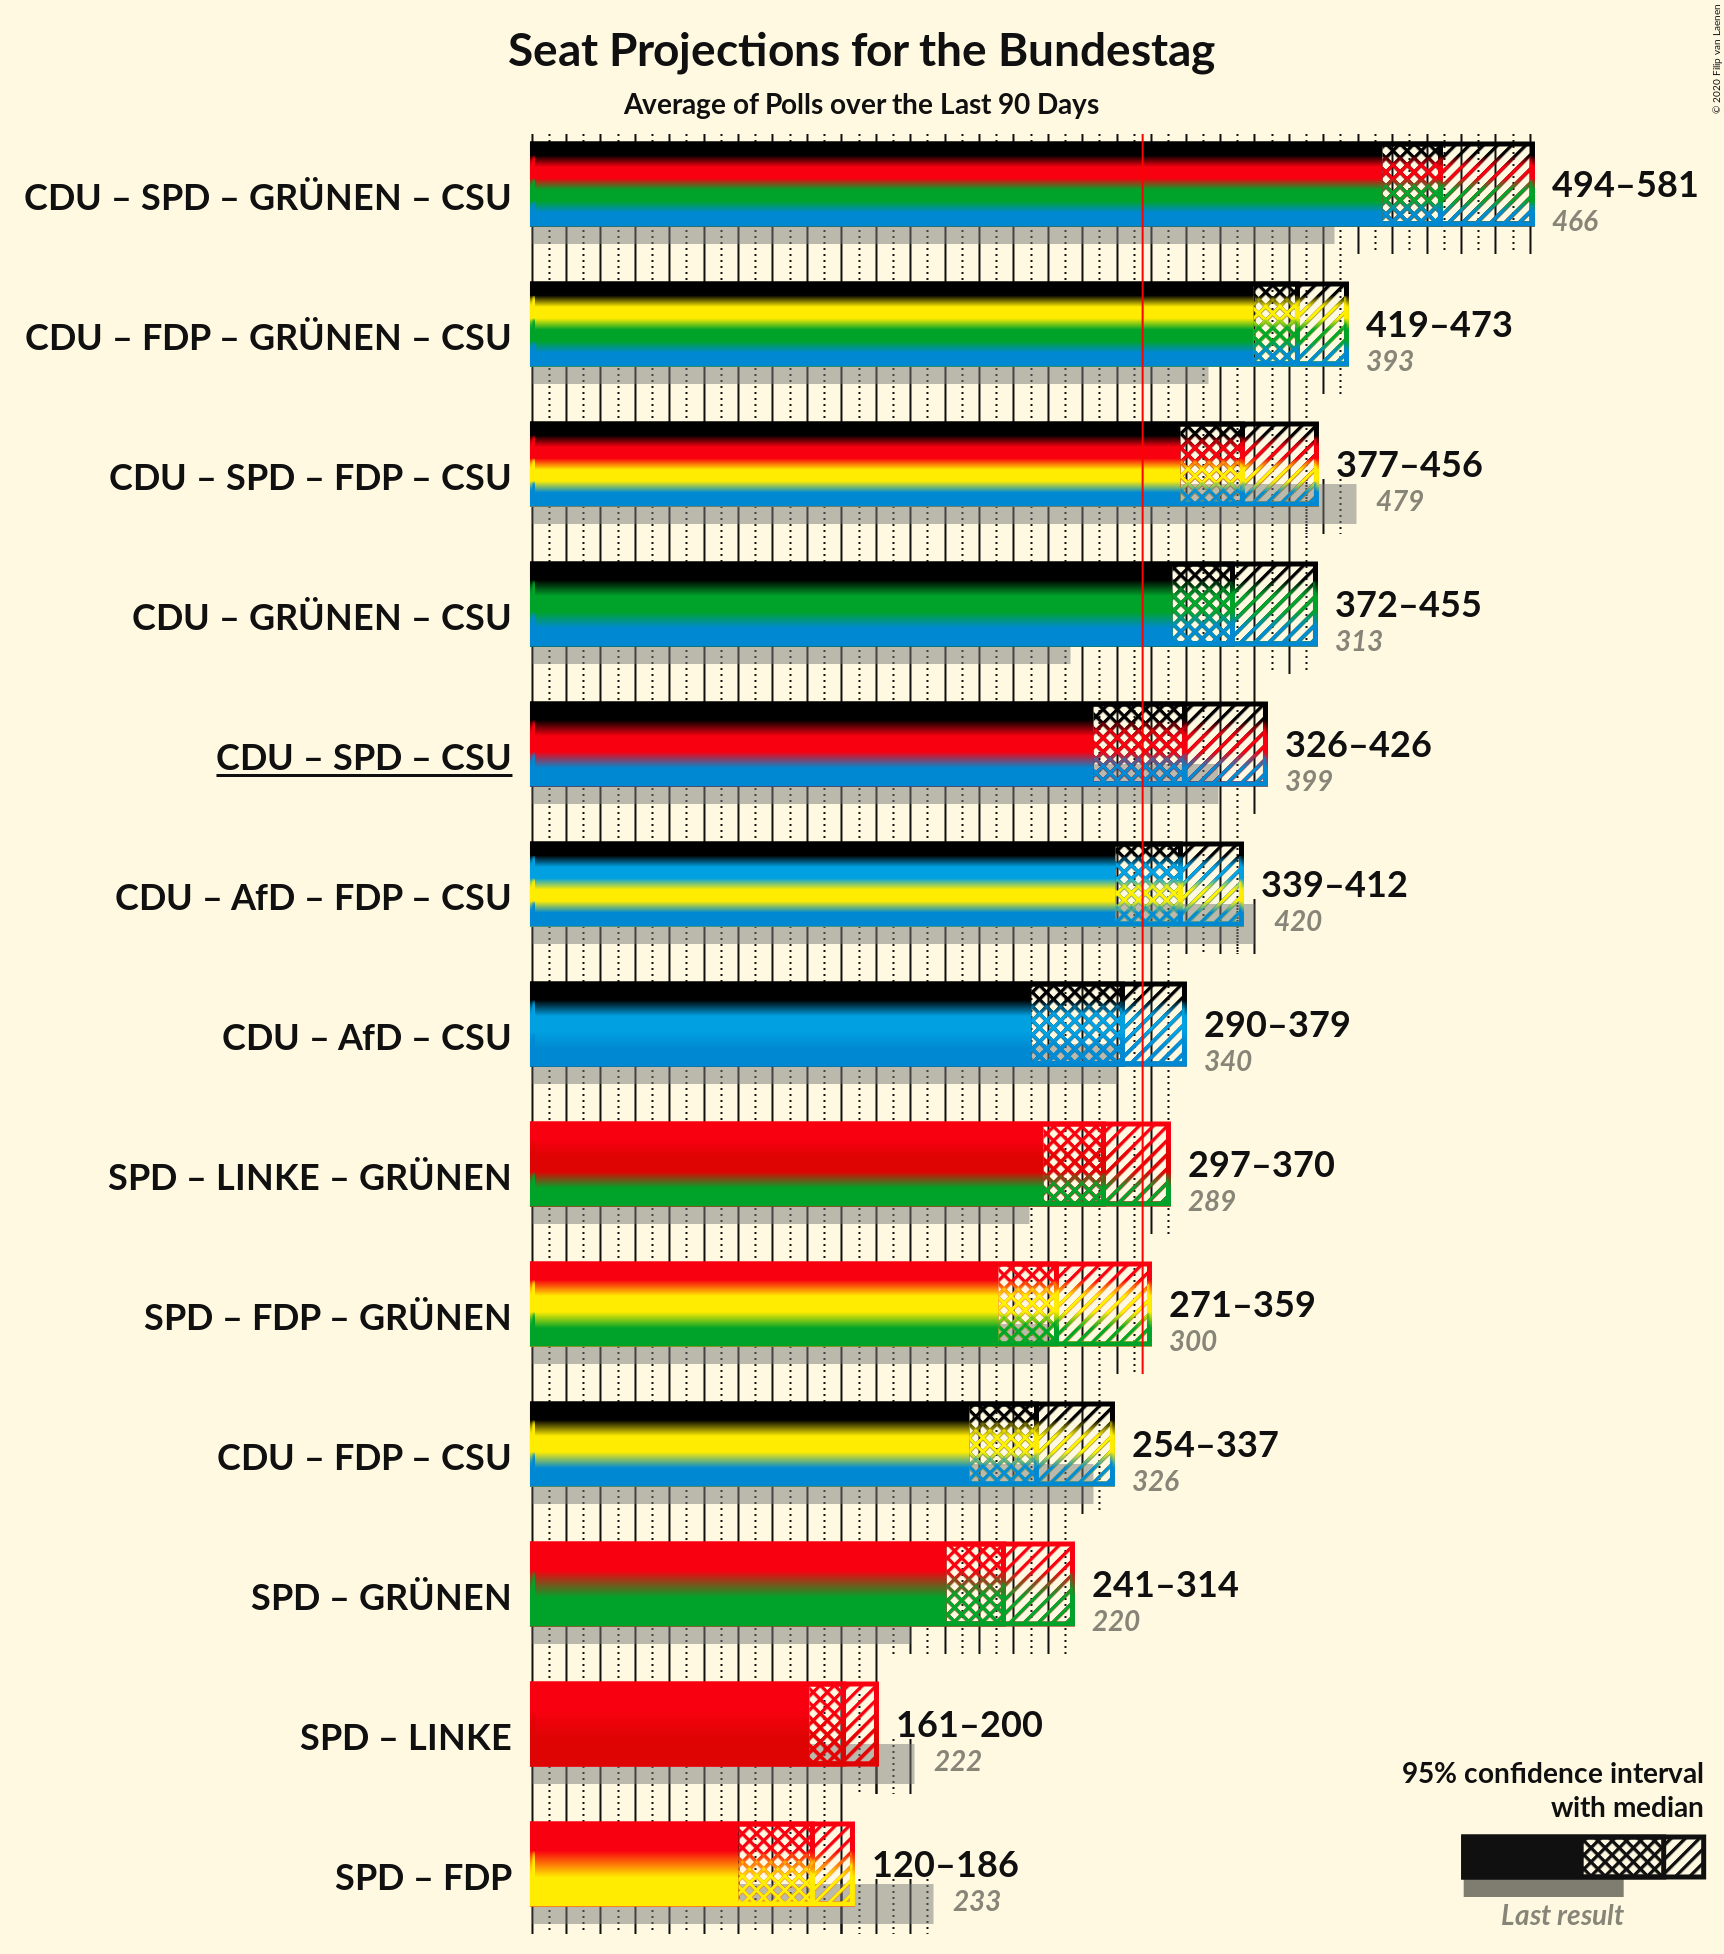 Seat Projections for the Bundestag
Average of Polls over the Last 90 Days
© 2020 Filip van Laenen
CDU – SPD – GRÜNEN – CSU
494–581
466
CDU – FDP – GRÜNEN – CSU
419–473
393
CDU – SPD – FDP – CSU
377–456
479
CDU – GRÜNEN – CSU
372–455
313
CDU – SPD – CSU
326–426
399
CDU – AfD – FDP – CSU
339–412
420
CDU – AfD – CSU
290–379
340
SPD – LINKE – GRÜNEN
297–370
289
SPD – FDP – GRÜNEN
271–359
300
CDU – FDP – CSU
254–337
326
SPD – GRÜNEN
241–314
220
SPD – LINKE
161–200
222
SPD – FDP
120–186
233
95% confidence interval
with median
Last result